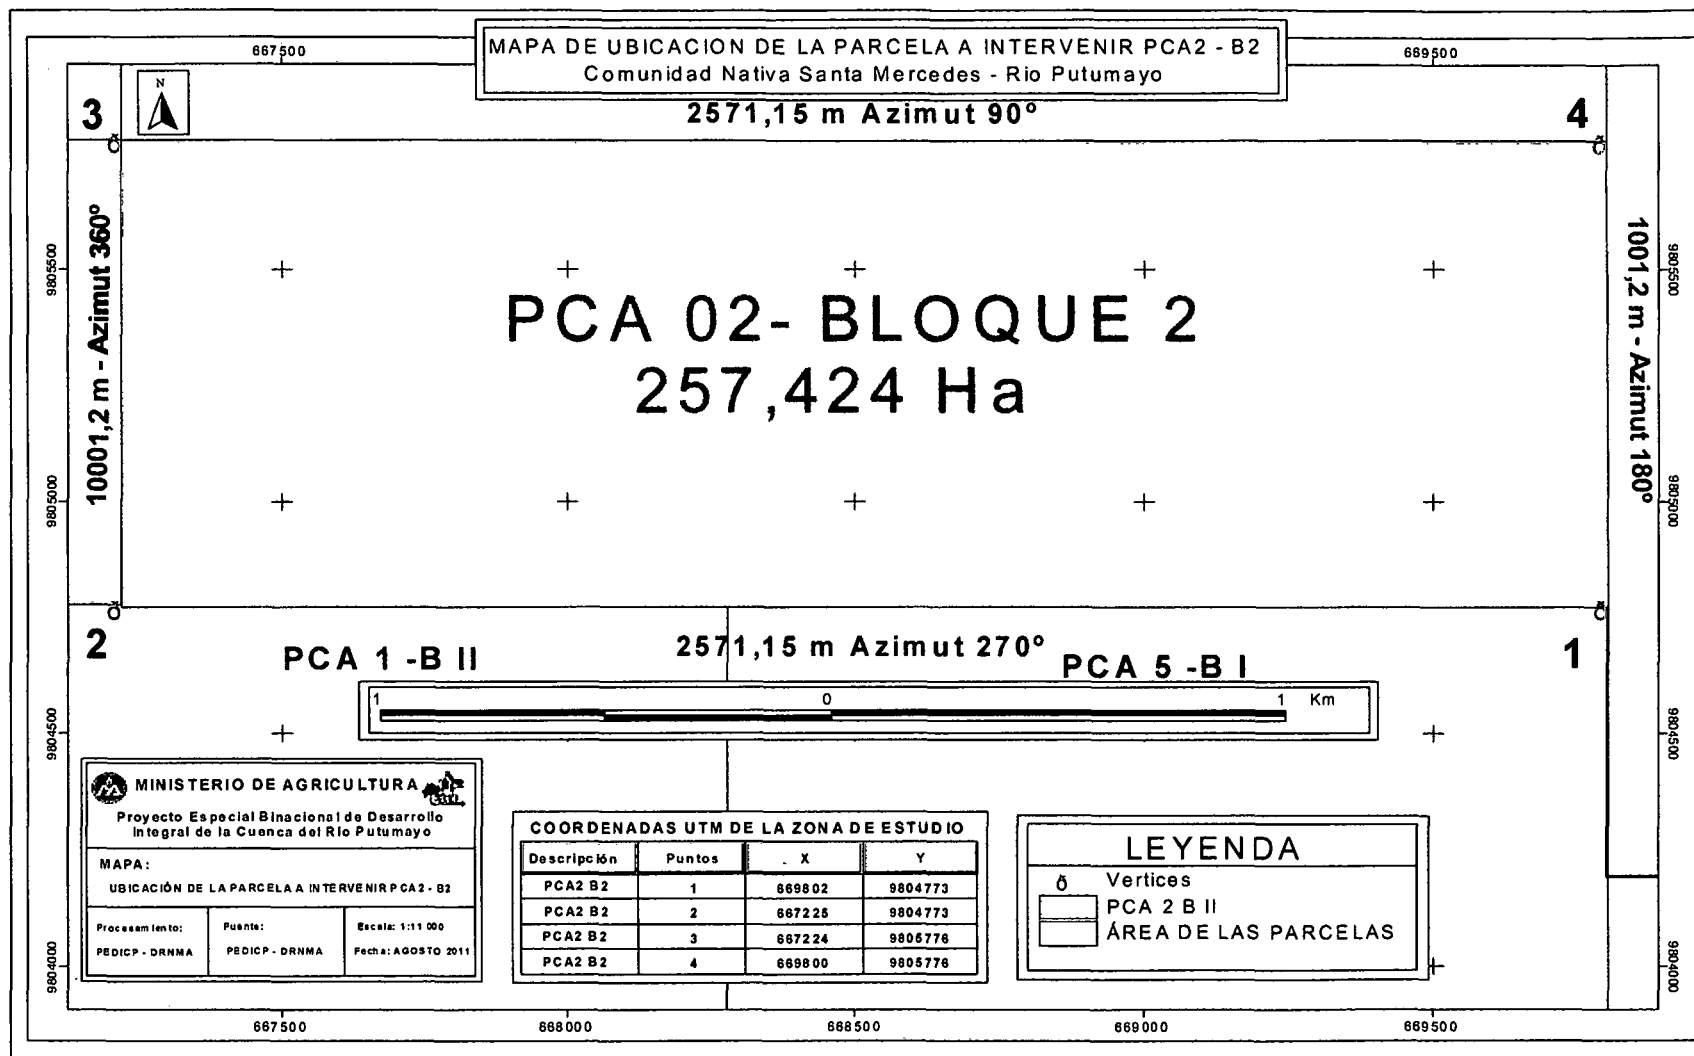 MAPA DE UBICACION DE LA PARCELA A INTERVENIR PCA2 - B2
Comunidad Nativa Santa Mercedes - Rio Putumayo
667500
669500
N
3
2571,15 m Azimut 90º
4
10001,2 m - Azimut 360º
1001,2 m - Azimut 180º
9805500
9805500
PCA 02- BLOQUE 2
257,424 Ha
9805000
9805000
2
PCA 1 -B II
2571,15 m Azimut 270º
PCA 5 -B I
1
1 0 1 Km
9804500
9804500
MINISTERIO DE AGRICULTURA
Proyecto Especial Binacional de Desarrollo
Integral de la Cuenca del Río Putumayo
MAPA:
UBICACIÓN DE LA PARCELA A INTERVENIR PCA2 - B2
Procesamiento:
PEDICP - DRNMA
Fuente:
PEDICP - DRNMA
Escala: 1:11 000
Fecha: AGOSTO 2011
COORDENADAS UTM DE LA ZONA DE ESTUDIO
Descripción Puntos X Y
PCA2 B2 1 669802 9804773
PCA2 B2 2 667225 9804773
PCA2 B2 3 667224 9805776
PCA2 B2 4 669800 9805776
LEYENDA
Vertices
PCA 2 B II
ÁREA DE LAS PARCELAS
9804000
9804000
667500
668000
668500
669000
669500